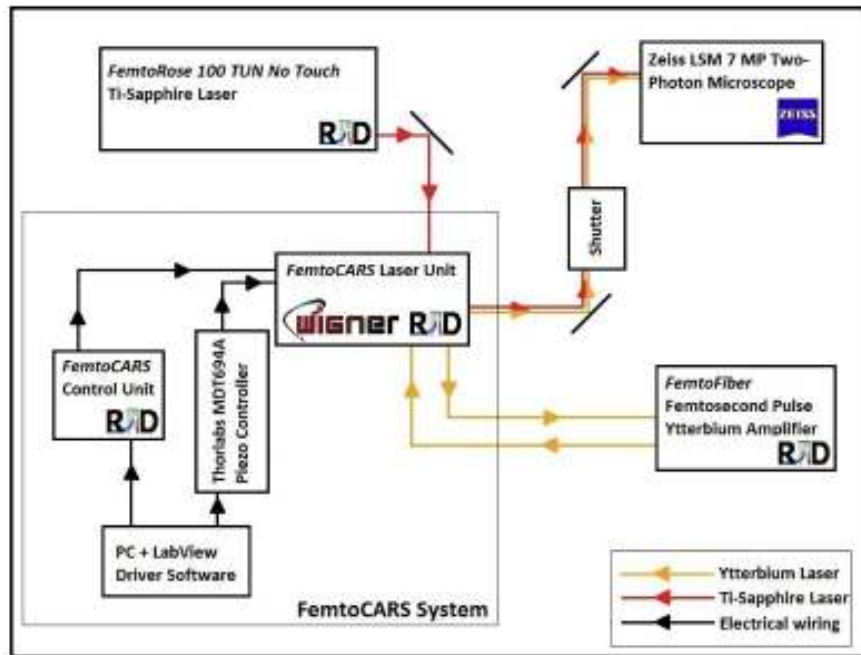 FemtoRose 100 TUN No Touch
Ti-Sapphire Laser
R&D
Zeiss LSM 7 MP Two-
Photon Microscope
ZEISS
Shutter
FemtoCARS Laser Unit
wigner R&D
FemtoCARS
Control Unit
R&D
Thorlabs MDT694A
Piezo Controller
FemtoFiber
Femtosecond Pulse
Ytterbium Amplifier
R&D
PC + LabView
Driver Software
FemtoCARS System
Ytterbium Laser
Ti-Sapphire Laser
Electrical wiring